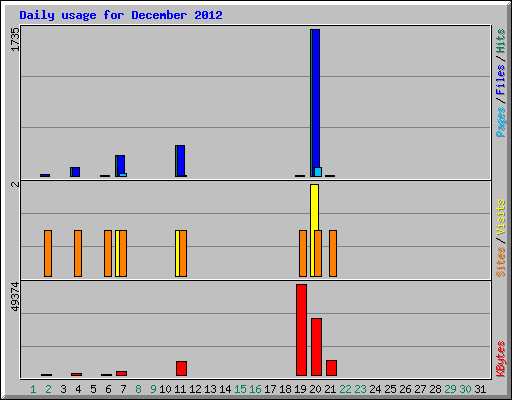 Daily usage for December 2012
1735
Pages/Files/Hits
2
Sites/Visits
49374
KBytes
1 2 3 4 5 6 7 8 9 10 11 12 13 14 15 16 17 18 19 20 21 22 23 24 25 26 27 28 29 30 31